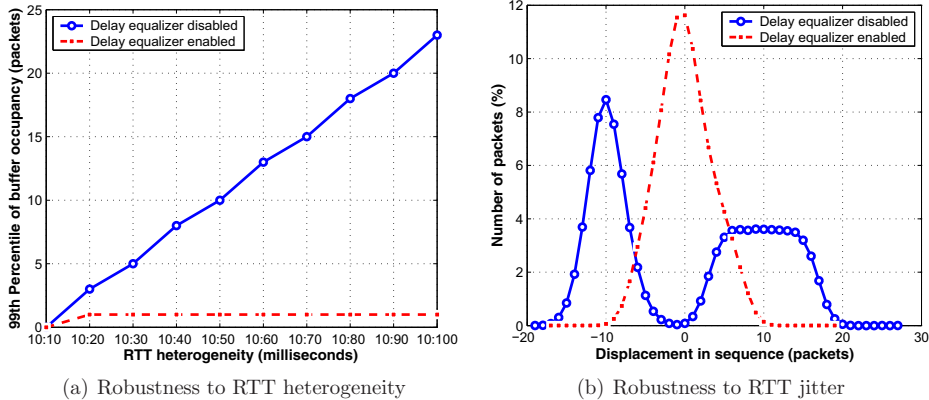 99th Percentile of buffer occupancy (packets)
25
20
15
10
5
0
Delay equalizer disabled
Delay equalizer enabled
10:10 10:20 10:30 10:40 10:50 10:60 10:70 10:80 10:90 10:100
RTT heterogeneity (milliseconds)
(a) Robustness to RTT heterogeneity
Number of packets (%)
12
10
8
6
4
2
0
Delay equalizer disabled
Delay equalizer enabled
−20 −10 0 10 20 30
Displacement in sequence (packets)
(b) Robustness to RTT jitter